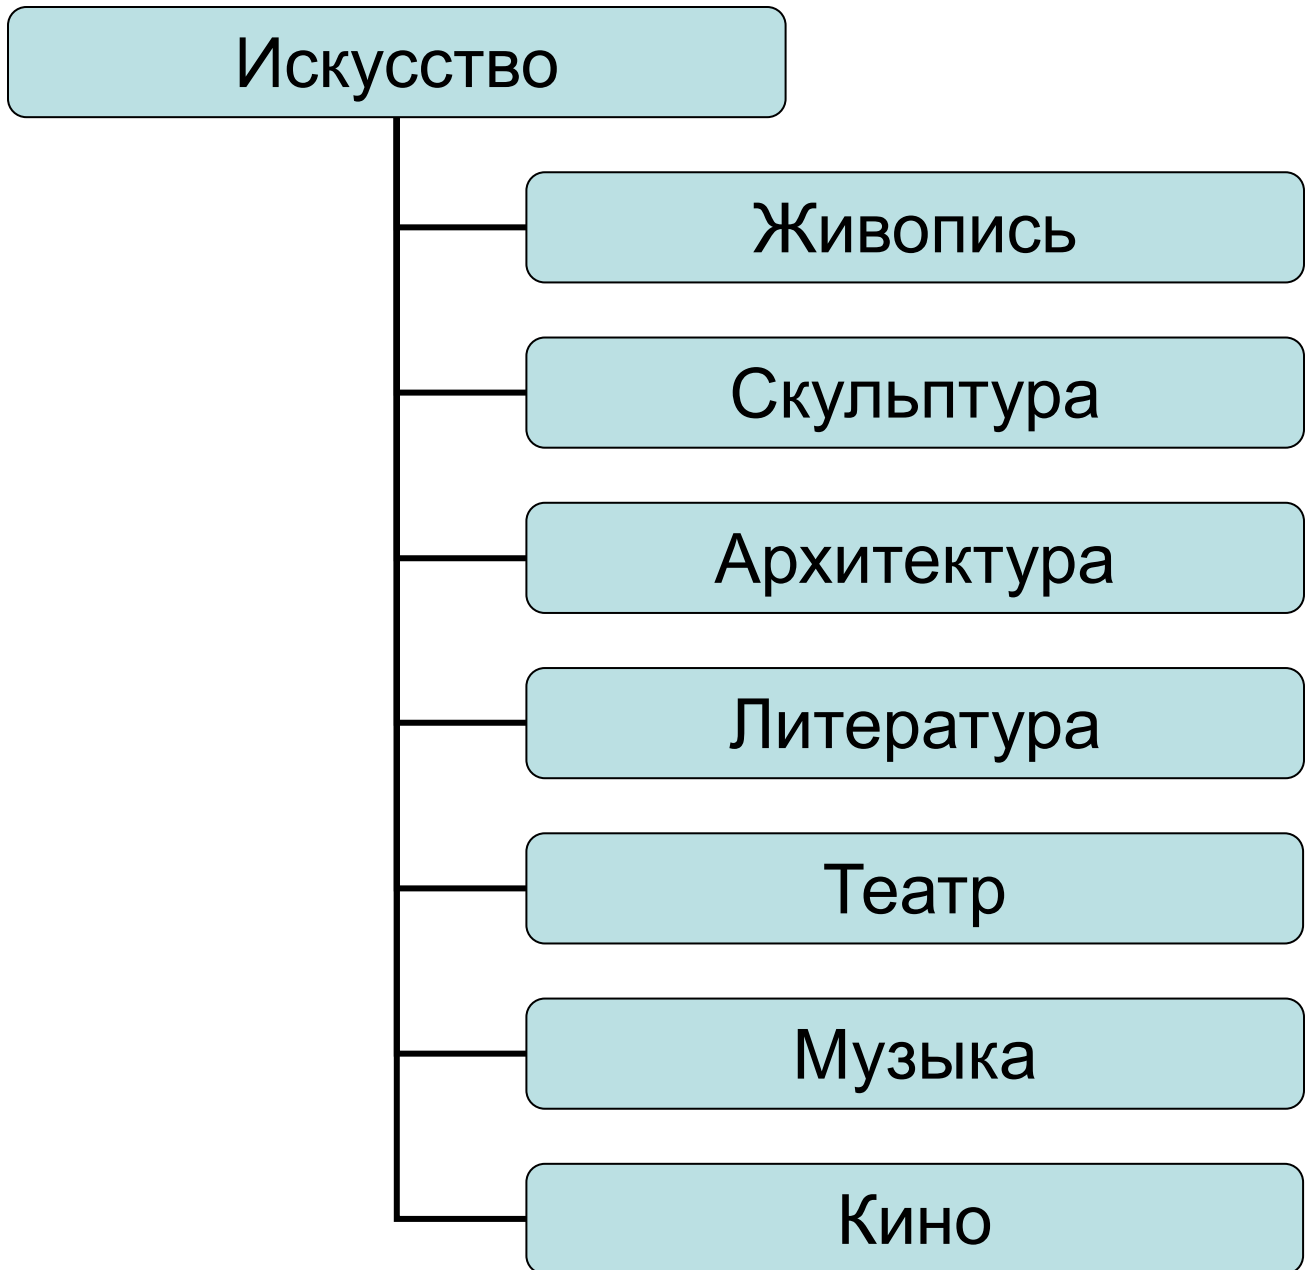 Искусство
Живопись
Скульптура
Архитектура
Литература
Театр
Музыка
Кино